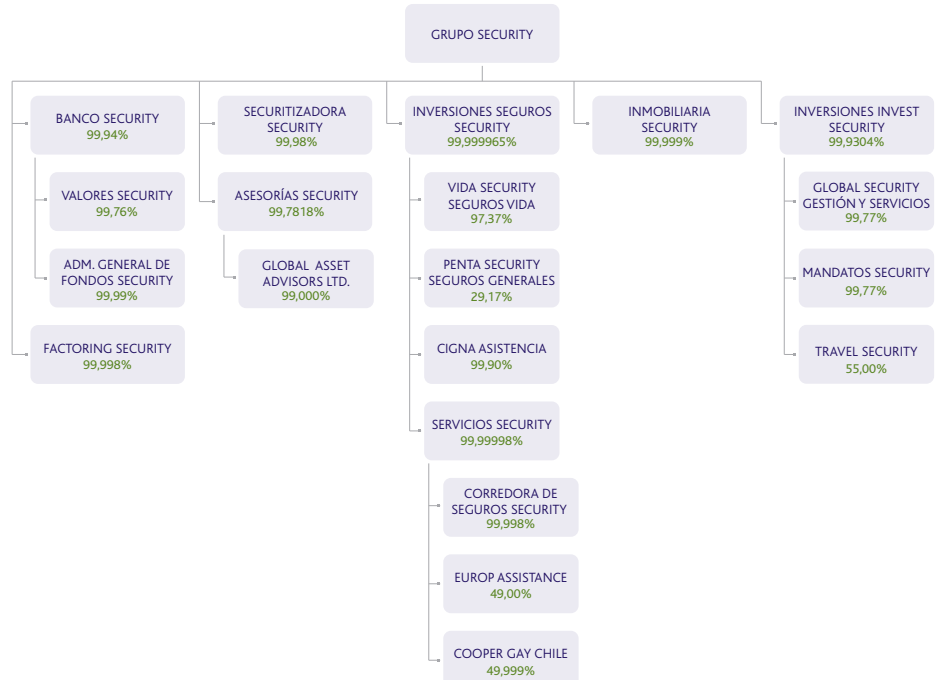 GRUPO SECURITY
BANCO SECURITY
99,94%
VALORES SECURITY
99,76%
ADM. GENERAL DE
FONDOS SECURITY
99,99%
FACTORING SECURITY
99,998%
SECURITIZADORA
SECURITY
99,98%
ASESORÍAS SECURITY
99,7818%
GLOBAL ASSET
ADVISORS LTD.
99,000%
INVERSIONES SEGUROS
SECURITY
99,999965%
VIDA SECURITY
SEGUROS VIDA
97,37%
PENTA SECURITY
SEGUROS GENERALES
29,17%
CIGNA ASISTENCIA
99,90%
SERVICIOS SECURITY
99,99998%
CORREDORA DE
SEGUROS SECURITY
99,998%
EUROP ASSISTANCE
49,00%
COOPER GAY CHILE
49,999%
INMOBILIARIA
SECURITY
99,999%
INVERSIONES INVEST
SECURITY
99,9304%
GLOBAL SECURITY
GESTIÓN Y SERVICIOS
99,77%
MANDATOS SECURITY
99,77%
TRAVEL SECURITY
55,00%